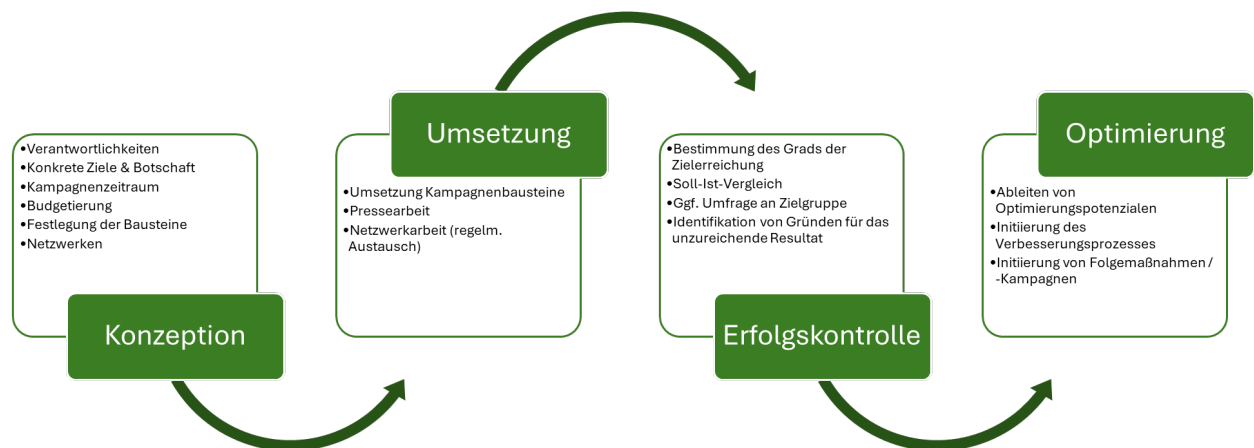 •Verantwortlichkeiten
•Konkrete Ziele & Botschaft
•Kampagnenzeitraum
•Budgetierung
•Festlegung der Bausteine
•Netzwerken
Konzeption
Umsetzung
•Umsetzung Kampagnenbausteine
•Pressearbeit
•Netzwerkarbeit (regelm.
Austausch)
•Bestimmung des Grads der
Zielerreichung
•Soll-Ist-Vergleich
•Ggf. Umfrage an Zielgruppe
•Identifikation von Gründen für das
unzureichende Resultat
Erfolgskontrolle
Optimierung
•Ableiten von
Optimierungspotenzialen
•Initiierung des
Verbesserungsprozesses
•Initiierung von Folgemaßnahmen /
-Kampagnen